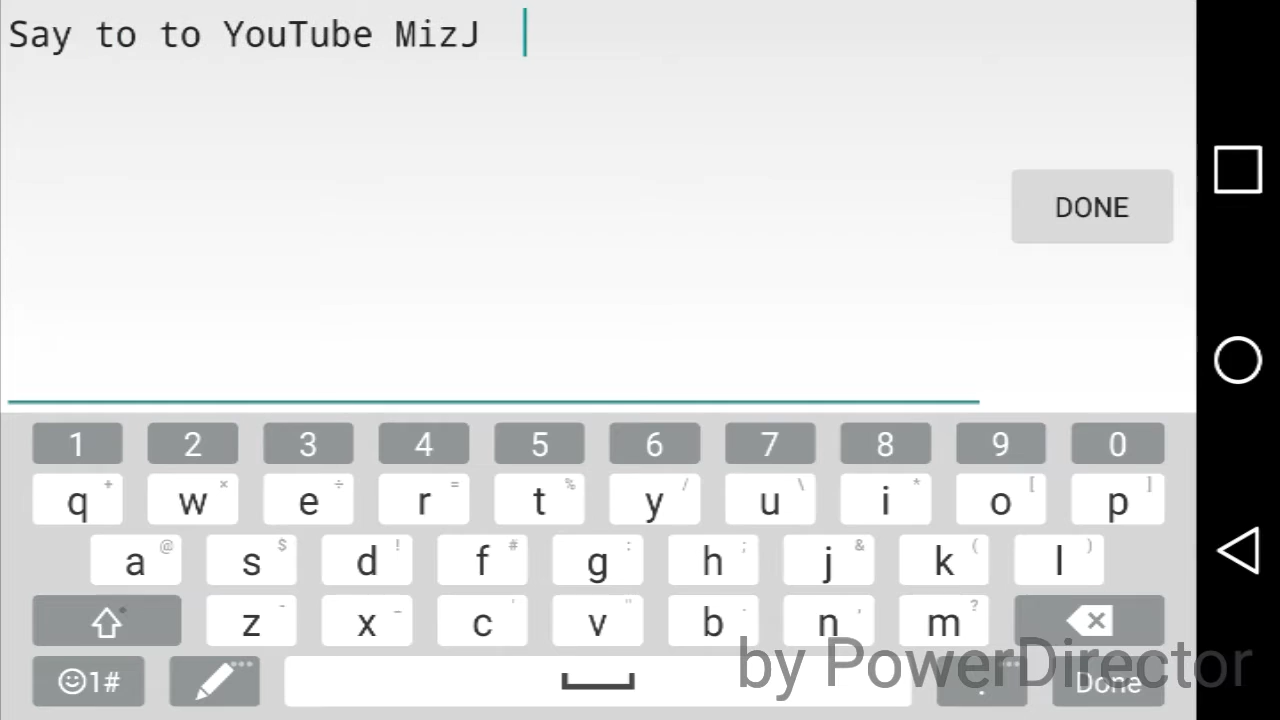 Say to to YouTube MizJ
DONE
1 2 3 4 5 6 7 8 9 0
q + w × e ÷ r = t % y / u \ i * o [ p ]
a @ s $ d ! f # g : h ; j & k ( l )
z - x _ c ' v " b . n , m ?
1# . Done
by PowerDirector